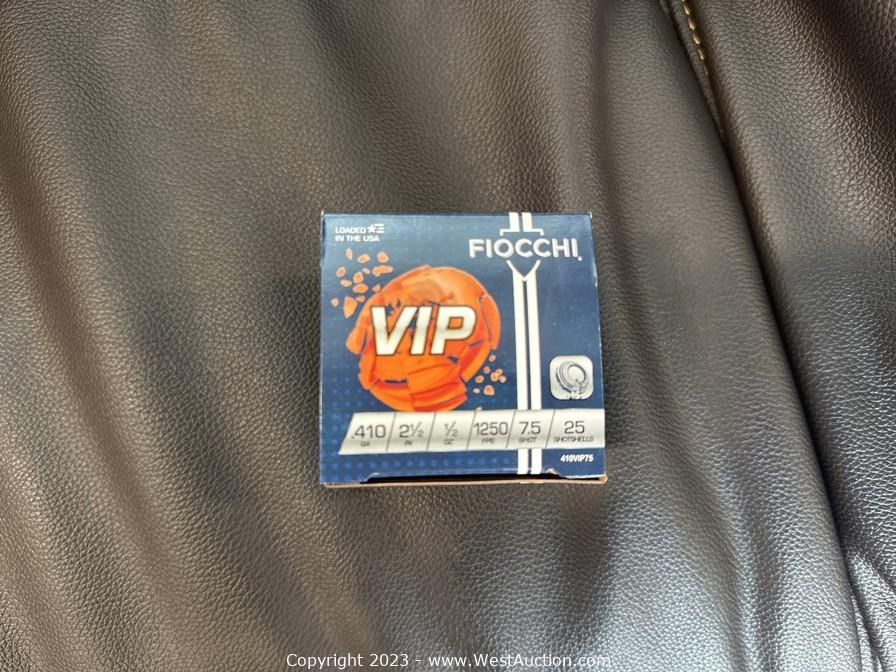 LOADED
IN THE USA
FIOCCHI
VIP
.410 2½ ½ 1250 7.5 25
GA IN OZ FPS SHOT SHOTSHELLS
410VIP75
Copyright 2023 - www.WestAuction.com